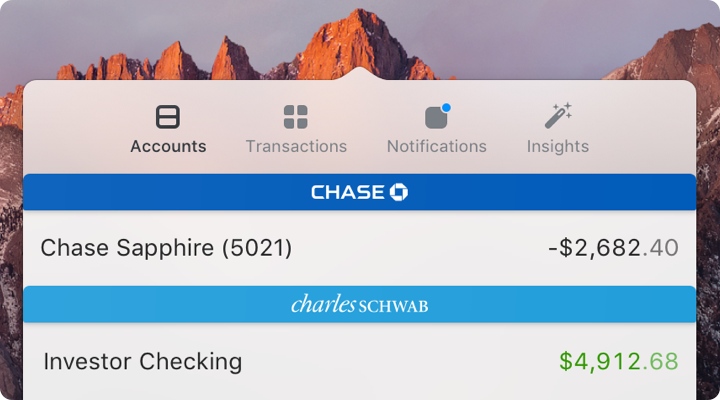 Accounts Transactions Notifications Insights
CHASE
Chase Sapphire (5021) -$2,682.40
charles SCHWAB
Investor Checking $4,912.68